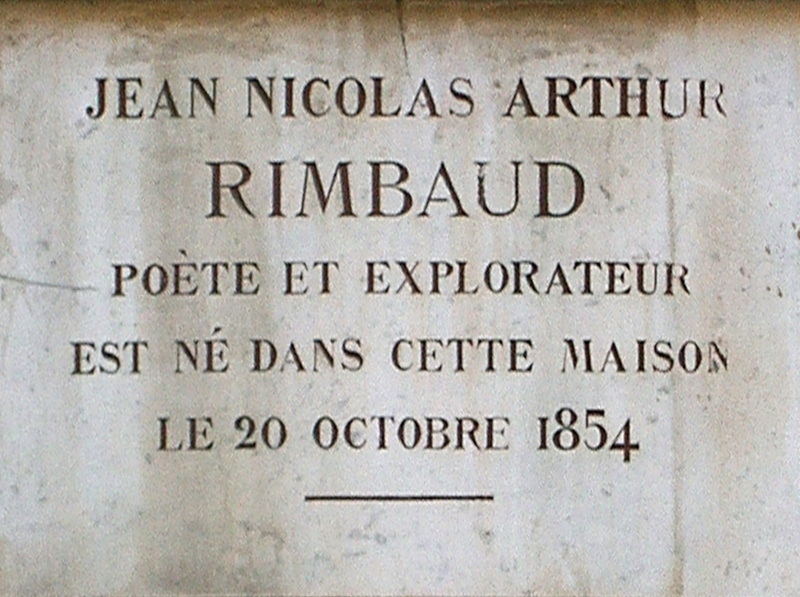 JEAN NICOLAS ARTHUR
RIMBAUD
POÈTE ET EXPLORATEUR
EST NÉ DANS CETTE MAISON
LE 20 OCTOBRE 1854